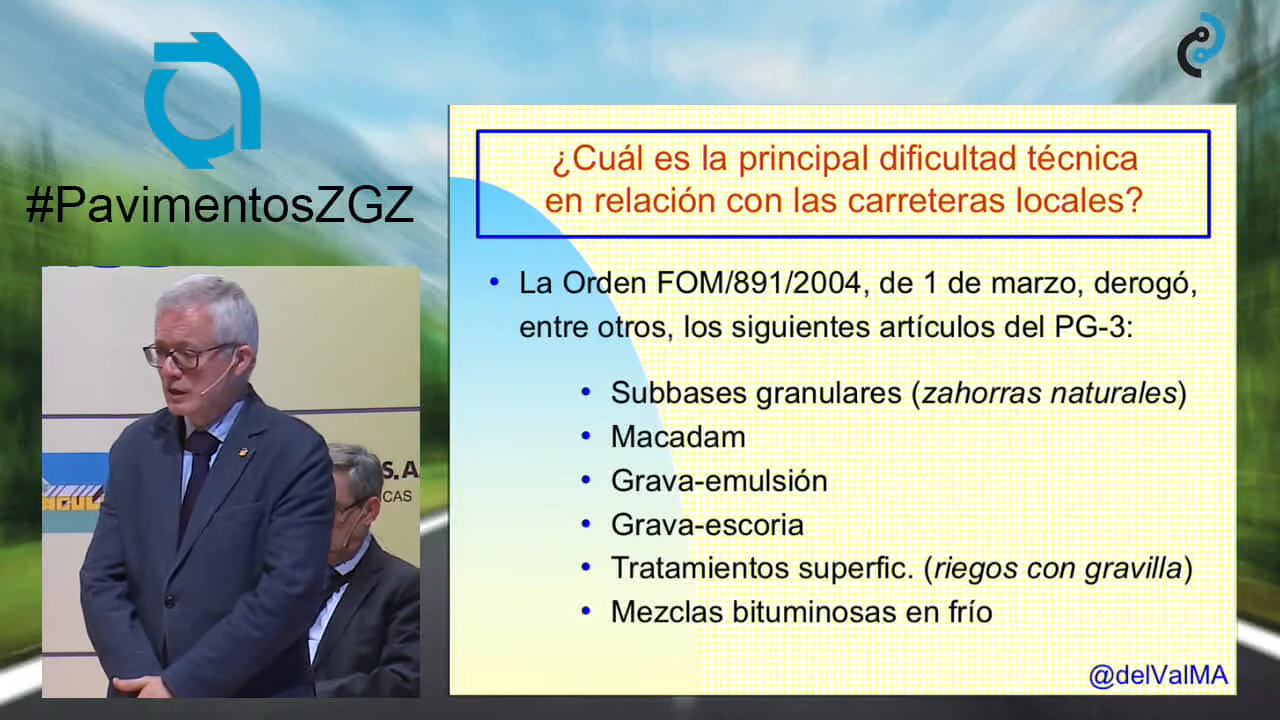 #PavimentosZGZ
S.A
CAS
¿Cuál es la principal dificultad técnica
en relación con las carreteras locales?
• La Orden FOM/891/2004, de 1 de marzo, derogó,
entre otros, los siguientes artículos del PG-3:
• Subbases granulares (zahorras naturales)
• Macadam
• Grava-emulsión
• Grava-escoria
• Tratamientos superfic. (riegos con gravilla)
• Mezclas bituminosas en frío
@delValMA